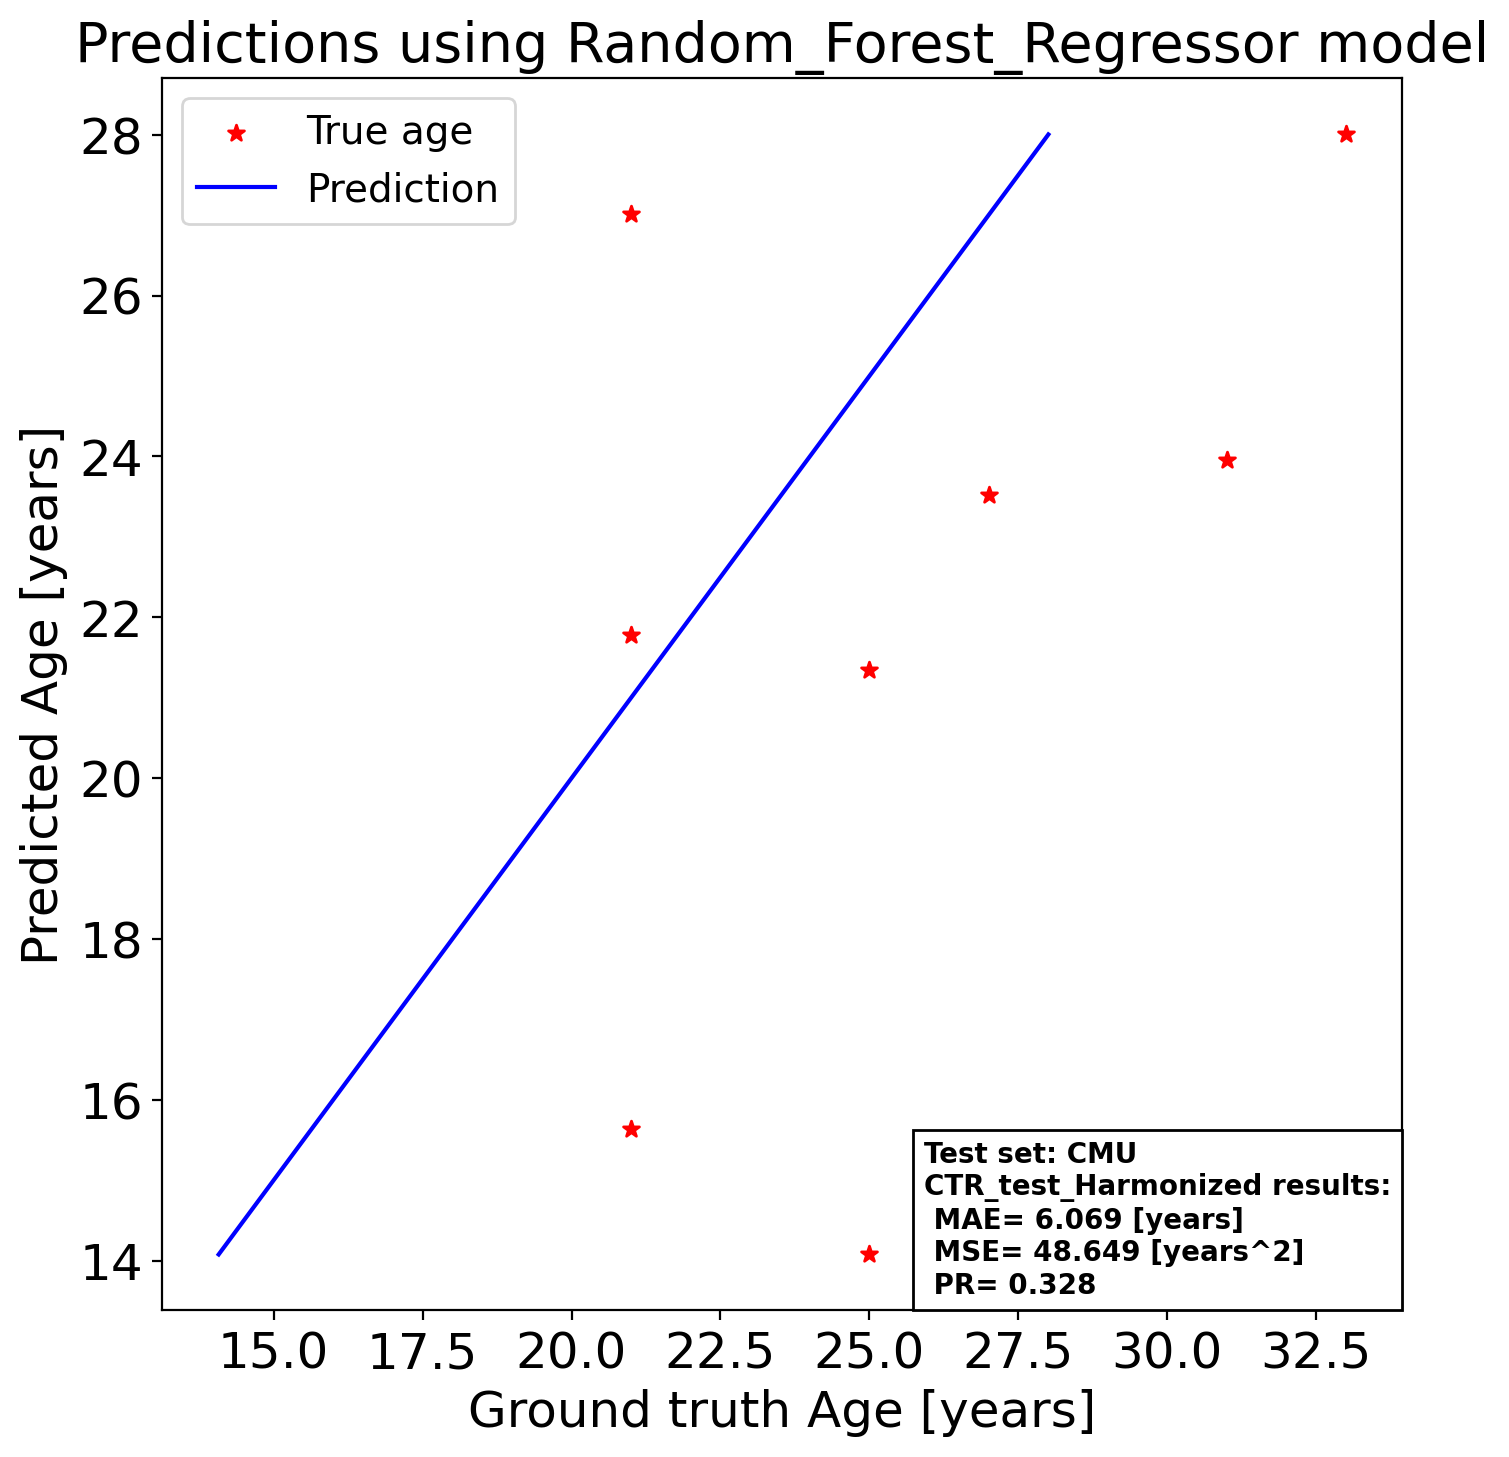 Predictions using Random_Forest_Regressor model
True age
Prediction
28
26
24
22
20
18
16
14
Predicted Age [years]
Test set: CMU
CTR_test_Harmonized results:
MAE= 6.069 [years]
MSE= 48.649 [years^2]
PR= 0.328
15.0 17.5 20.0 22.5 25.0 27.5 30.0 32.5
Ground truth Age [years]